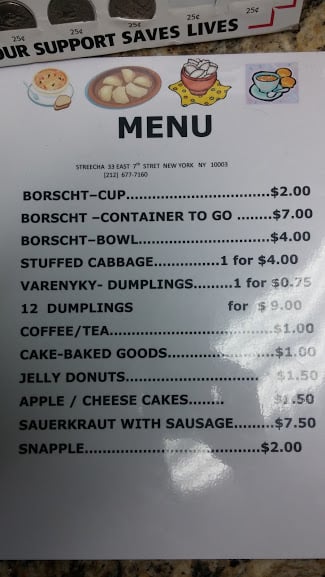 25¢ 25¢ 25¢ 25¢
OUR SUPPORT SAVES LIVES
MENU
STREECHA 33 EAST 7th STRET NEW YORK NY 10003
(212) 677-7160
BORSCHT–CUP.................................$2.00
BORSCHT –CONTAINER TO GO ........$7.00
BORSCHT–BOWL..............................$4.00
STUFFED CABBAGE..............1 for $4.00
VARENYKY- DUMPLINGS.........1 for $0.75
12 DUMPLINGS for $ 9.00
COFFEE/TEA....................................$1.00
CAKE-BAKED GOODS........................$1.00
JELLY DONUTS.............................. $1.50
APPLE / CHEESE CAKES........ $1.50
SAUERKRAUT WITH SAUSAGE........$7.50
SNAPPLE.......................................$2.00